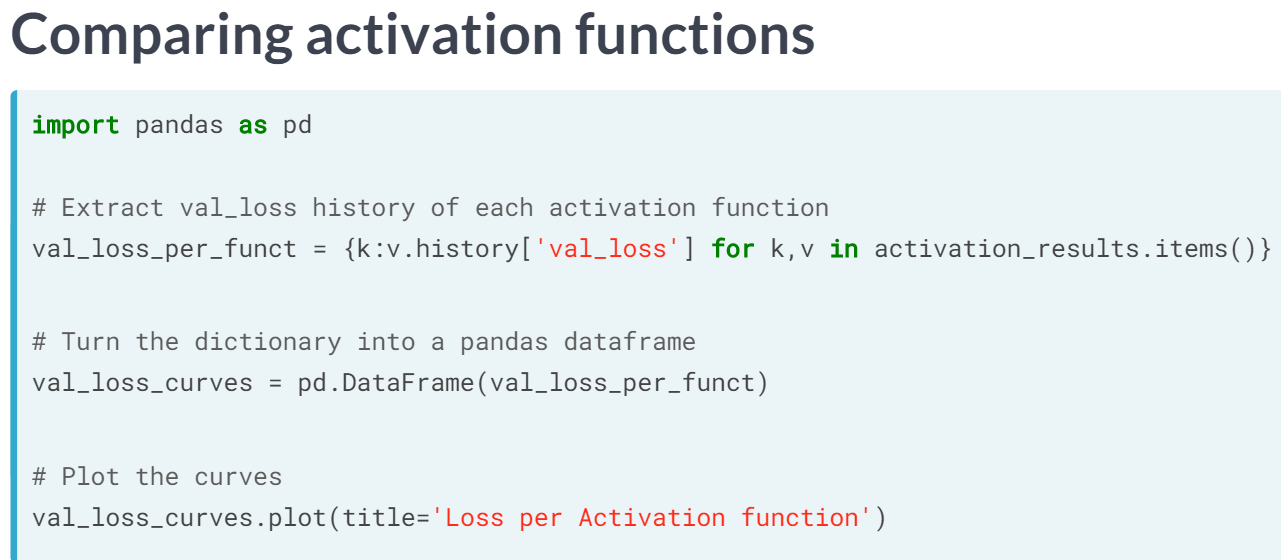 Comparing activation functions
import pandas as pd
# Extract val_loss history of each activation function
val_loss_per_funct = {k:v.history['val_loss'] for k,v in activation_results.items()}
# Turn the dictionary into a pandas dataframe
val_loss_curves = pd.DataFrame(val_loss_per_funct)
# Plot the curves
val_loss_curves.plot(title='Loss per Activation function')